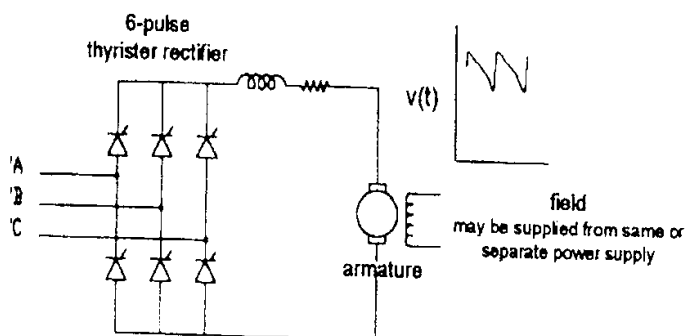 6-pulse
thyrister rectifier
v(t)
'A
'B
'C
field
may be supplied from same or
separate power supply
armature